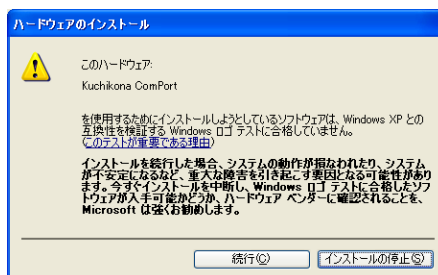 ハードウェアのインストール
このハードウェア:
Kuchikona ComPort
を使用するためにインストールしようとしているソフトウェアは、Windows XP との
互換性を検証する Windows ロゴ テストに合格していません。
(このテストが重要である理由)
インストールを続行した場合、システムの動作が損なわれたり、システム
が不安定になるなど、重大な障害を引き起こす要因となる可能性があり
ます。今すぐインストールを中断し、Windows ロゴ テストに合格したソフ
トウェアが入手可能かどうか、ハードウェア ベンダーに確認されることを、
Microsoft は強くお勧めします。
続行(C)
インストールの停止(S)